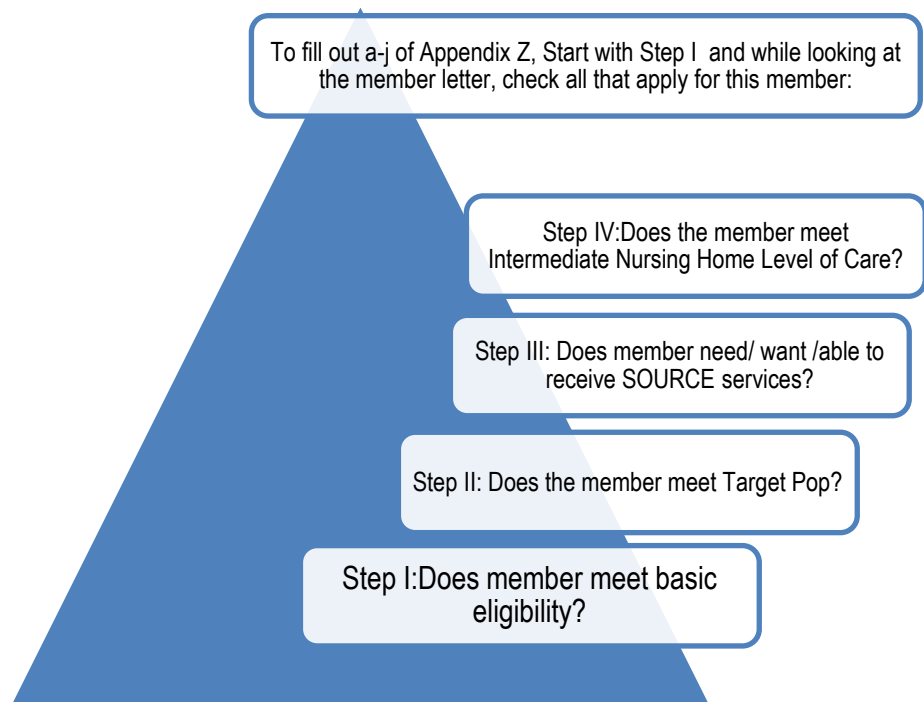 To fill out a-j of Appendix Z, Start with Step I  and while looking at
the member letter, check all that apply for this member:
Step IV:Does the member meet
Intermediate Nursing Home Level of Care?
Step III: Does member need/ want /able to
receive SOURCE services?
Step II: Does the member meet Target Pop?
Step I:Does member meet basic
eligibility?